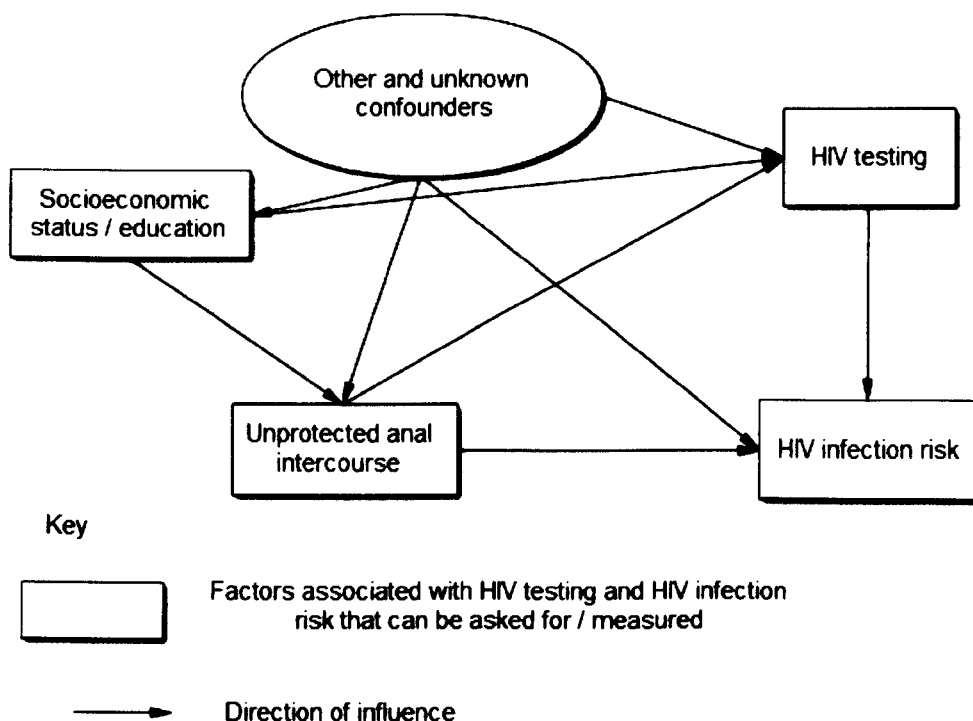 Other and unknown
confounders
HIV testing
Socioeconomic
status / education
Unprotected anal
intercourse
HIV infection risk
Key
Factors associated with HIV testing and HIV infection
risk that can be asked for / measured
Direction of influence